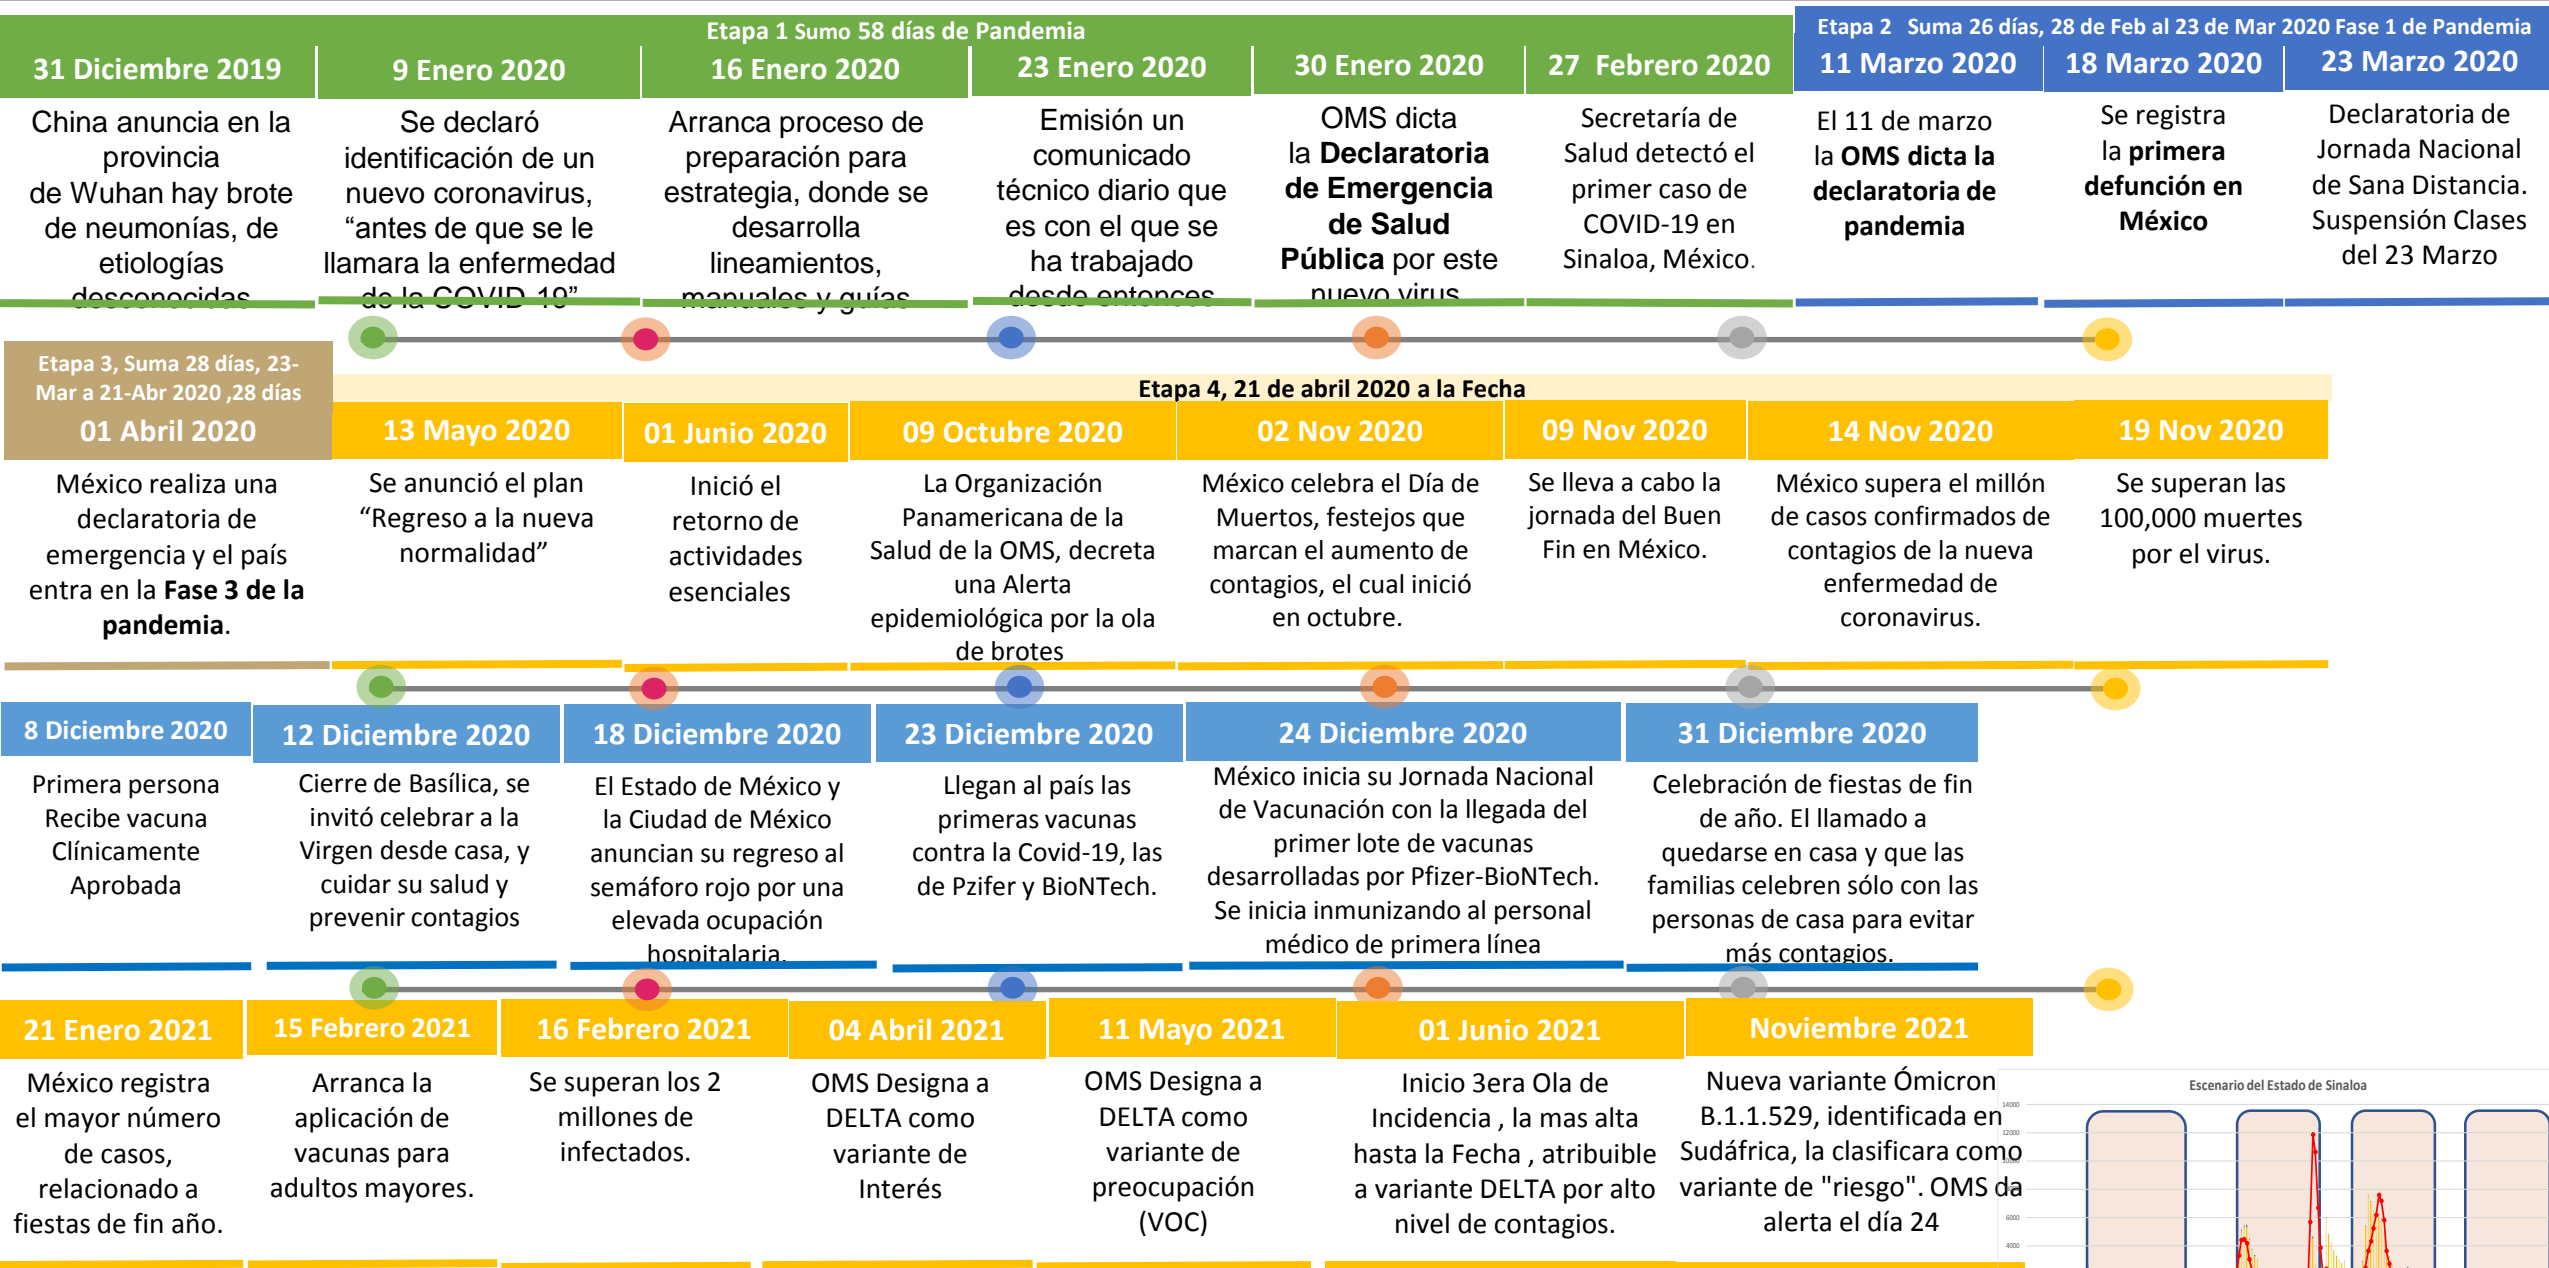 Etapa 1 Sumo 58 días de Pandemia
31 Diciembre 2019
China anuncia en la
provincia
de Wuhan hay brote
de neumonías, de
etiologías
desconocidas
9 Enero 2020
Se declaró
identificación de un
nuevo coronavirus,
“antes de que se le
llamara la enfermedad
de la COVID-19”
16 Enero 2020
Arranca proceso de
preparación para
estrategia, donde se
desarrolla
lineamientos,
manuales y guías
23 Enero 2020
Emisión un
comunicado
técnico diario que
es con el que se
ha trabajado
desde entonces
30 Enero 2020
OMS dicta
la Declaratoria
de Emergencia
de Salud
Pública por este
nuevo virus
27 Febrero 2020
Secretaría de
Salud detectó el
primer caso de
COVID-19 en
Sinaloa, México.
Etapa 2 Suma 26 días, 28 de Feb al 23 de Mar 2020 Fase 1 de Pandemia
11 Marzo 2020
El 11 de marzo
la OMS dicta la
declaratoria de
pandemia
18 Marzo 2020
Se registra
la primera
defunción en
México
23 Marzo 2020
Declaratoria de
Jornada Nacional
de Sana Distancia.
Suspensión Clases
del 23 Marzo
Etapa 3, Suma 28 días, 23-
Mar a 21-Abr 2020 ,28 días
01 Abril 2020
México realiza una
declaratoria de
emergencia y el país
entra en la Fase 3 de la
pandemia.
Etapa 4, 21 de abril 2020 a la Fecha
13 Mayo 2020
Se anunció el plan
“Regreso a la nueva
normalidad”
01 Junio 2020
Inició el
retorno de
actividades
esenciales
09 Octubre 2020
La Organización
Panamericana de la
Salud de la OMS, decreta
una Alerta
epidemiológica por la ola
de brotes
02 Nov 2020
México celebra el Día de
Muertos, festejos que
marcan el aumento de
contagios, el cual inició
en octubre.
09 Nov 2020
Se lleva a cabo la
jornada del Buen
Fin en México.
14 Nov 2020
México supera el millón
de casos confirmados de
contagios de la nueva
enfermedad de
coronavirus.
19 Nov 2020
Se superan las
100,000 muertes
por el virus.
8 Diciembre 2020
Primera persona
Recibe vacuna
Clínicamente
Aprobada
12 Diciembre 2020
Cierre de Basílica, se
invitó celebrar a la
Virgen desde casa, y
cuidar su salud y
prevenir contagios
18 Diciembre 2020
El Estado de México y
la Ciudad de México
anuncian su regreso al
semáforo rojo por una
elevada ocupación
hospitalaria.
23 Diciembre 2020
Llegan al país las
primeras vacunas
contra la Covid-19, las
de Pzifer y BioNTech.
24 Diciembre 2020
México inicia su Jornada Nacional
de Vacunación con la llegada del
primer lote de vacunas
desarrolladas por Pfizer-BioNTech.
Se inicia inmunizando al personal
médico de primera línea
31 Diciembre 2020
Celebración de fiestas de fin
de año. El llamado a
quedarse en casa y que las
familias celebren sólo con las
personas de casa para evitar
más contagios.
21 Enero 2021
México registra
el mayor número
de casos,
relacionado a
fiestas de fin año.
15 Febrero 2021
Arranca la
aplicación de
vacunas para
adultos mayores.
16 Febrero 2021
Se superan los 2
millones de
infectados.
04 Abril 2021
OMS Designa a
DELTA como
variante de
Interés
11 Mayo 2021
OMS Designa a
DELTA como
variante de
preocupación
(VOC)
01 Junio 2021
Inicio 3era Ola de
Incidencia , la mas alta
hasta la Fecha , atribuible
a variante DELTA por alto
nivel de contagios.
Noviembre 2021
Nueva variante Ómicron
B.1.1.529, identificada en
Sudáfrica, la clasificara como
variante de "riesgo". OMS da
alerta el día 24
Escenario del Estado de Sinaloa
14000
12000
10000
6000
4000